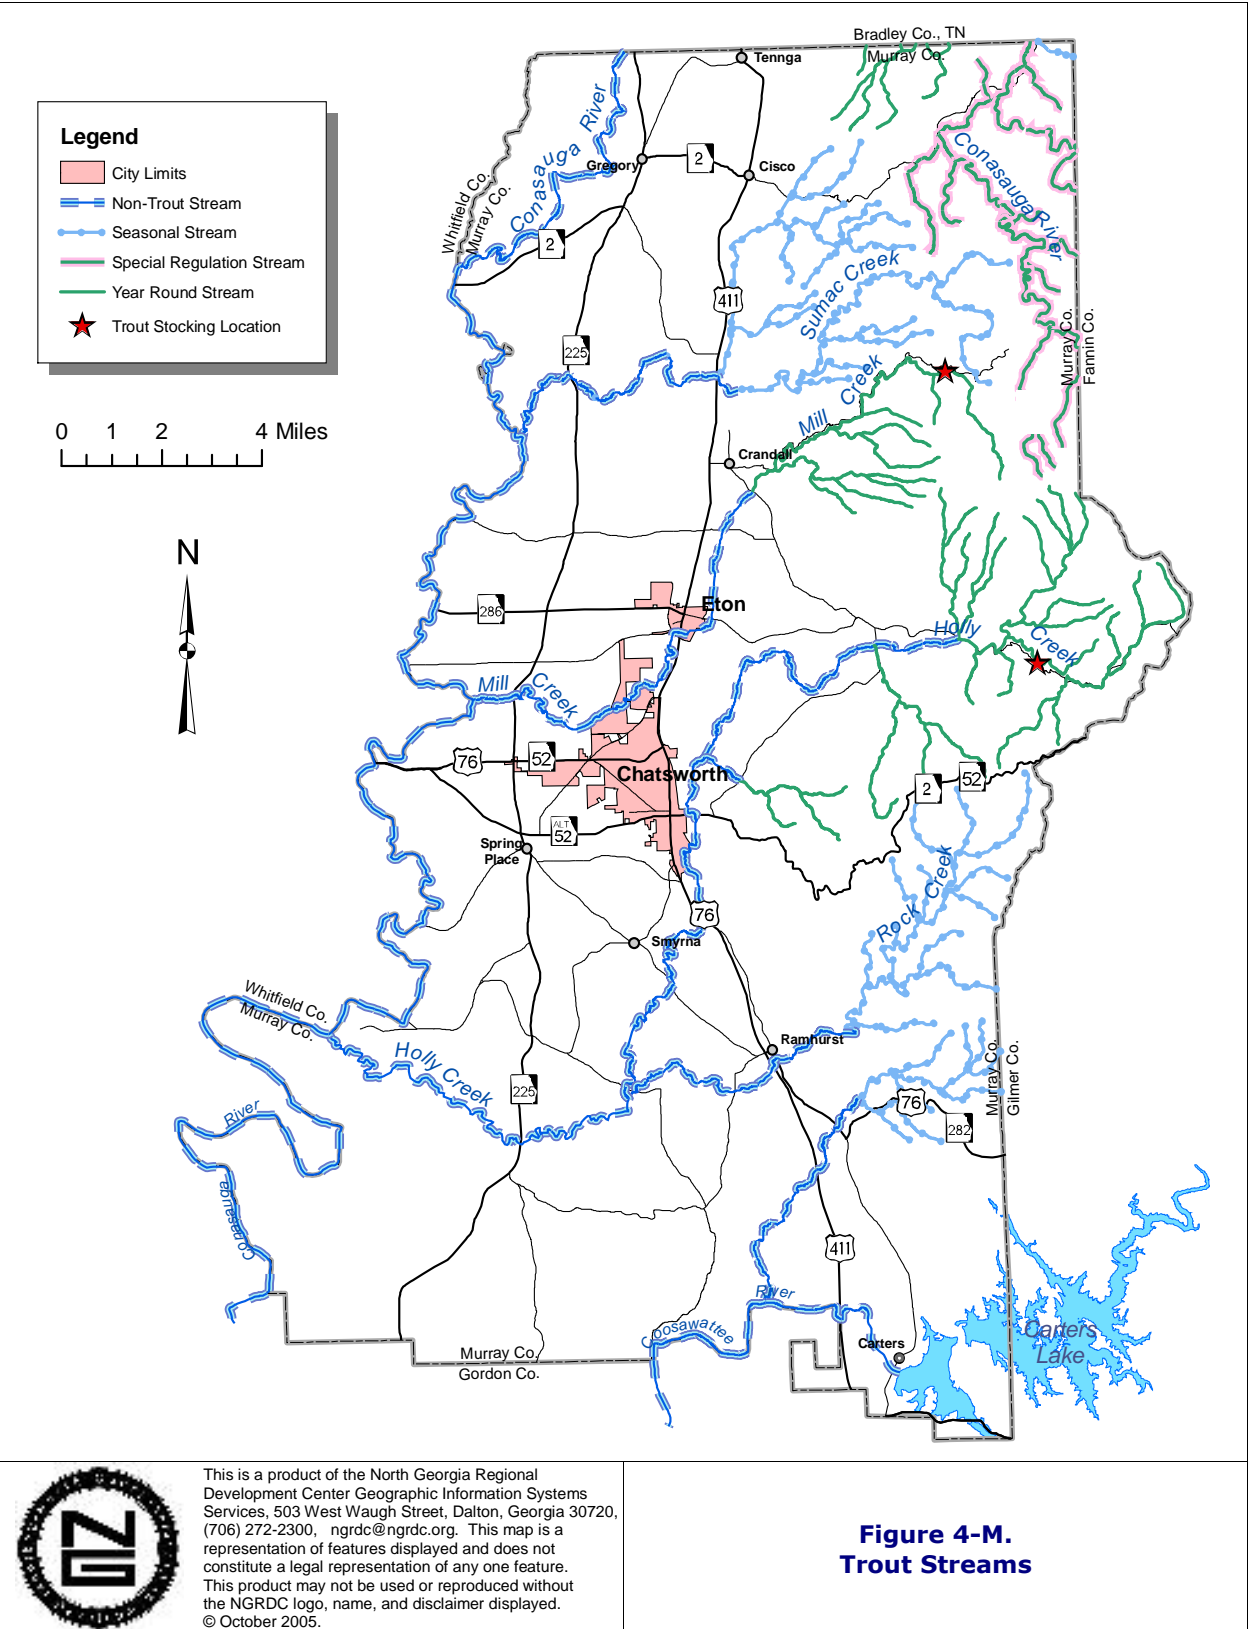 Bradley Co., TN
Murray Co.
Tennga
Legend
City Limits
Non-Trout Stream
Seasonal Stream
Special Regulation Stream
Year Round Stream
Trout Stocking Location
Conasauga River
Gregory
2
Cisco
Conasauga River
Whitfield Co.
Murray Co.
2
Sumac Creek
411
225
Murray Co.
Fannin Co.
0 1 2 4 Miles
Mill Creek
Crandall
N
286
Eton
Holly Creek
Mill Creek
76
52
Chatsworth
2
52
ALT
52
Spring
Place
Rock Creek
76
Smyrna
Whitfield Co.
Murray Co.
Ramhurst
Holly Creek
225
Murray Co.
Gilmer Co.
76
282
River
Conasauga
411
River
Coosawattee
Carters
Carters
Lake
Murray Co.
Gordon Co.
NG
This is a product of the North Georgia Regional
Development Center Geographic Information Systems
Services, 503 West Waugh Street, Dalton, Georgia 30720,
(706) 272-2300, ngrdc@ngrdc.org. This map is a
representation of features displayed and does not
constitute a legal representation of any one feature.
This product may not be used or reproduced without
the NGRDC logo, name, and disclaimer displayed.
© October 2005.
Figure 4-M.
Trout Streams